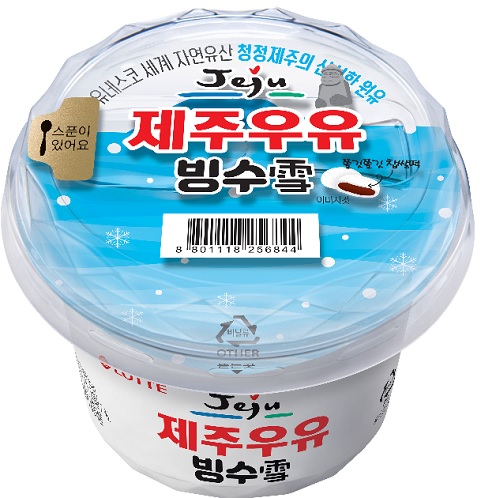 유네스코 세계 자연유산 청정제주의 신선한 원유
Jeju
스푼이
있어요
제주우유
빙수雪
쫄깃쫄깃 찹쌀떡
이미지컷
8 801118 256844
비닐류
OTHER
LOTTE
Jeju
제주우유
빙수雪